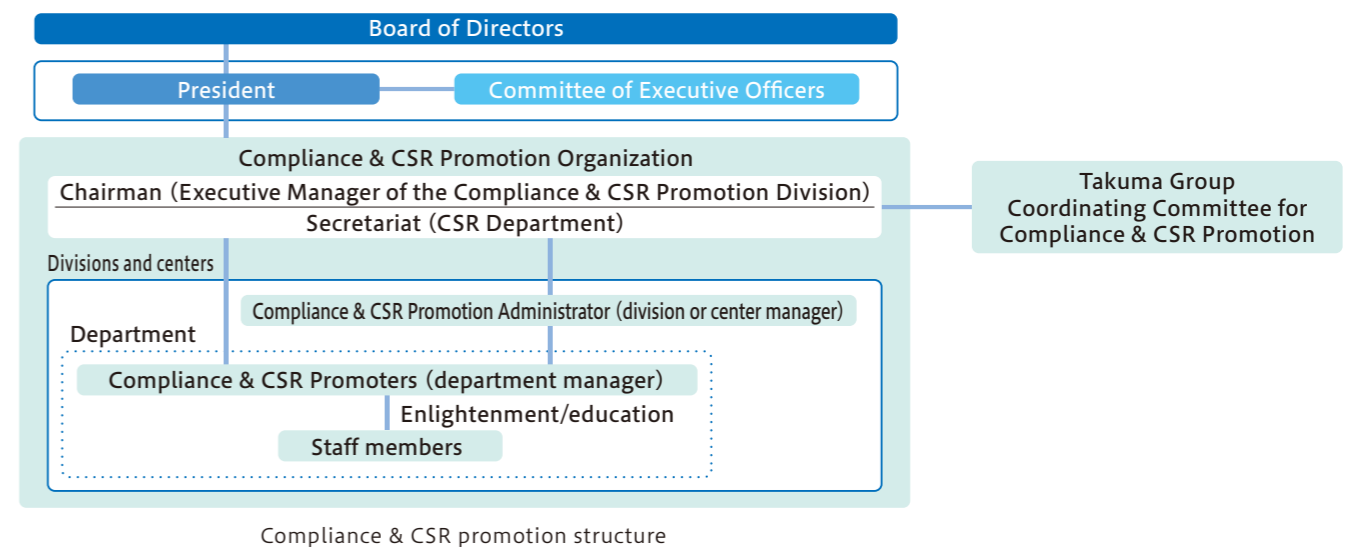 Board of Directors
President
Committee of Executive Officers
Compliance & CSR Promotion Organization
Chairman (Executive Manager of the Compliance & CSR Promotion Division)
Secretariat (CSR Department)
Takuma Group
Coordinating Committee for
Compliance & CSR Promotion
Divisions and centers
Compliance & CSR Promotion Administrator (division or center manager)
Department
Compliance & CSR Promoters (department manager)
Enlightenment/education
Staff members
Compliance & CSR promotion structure